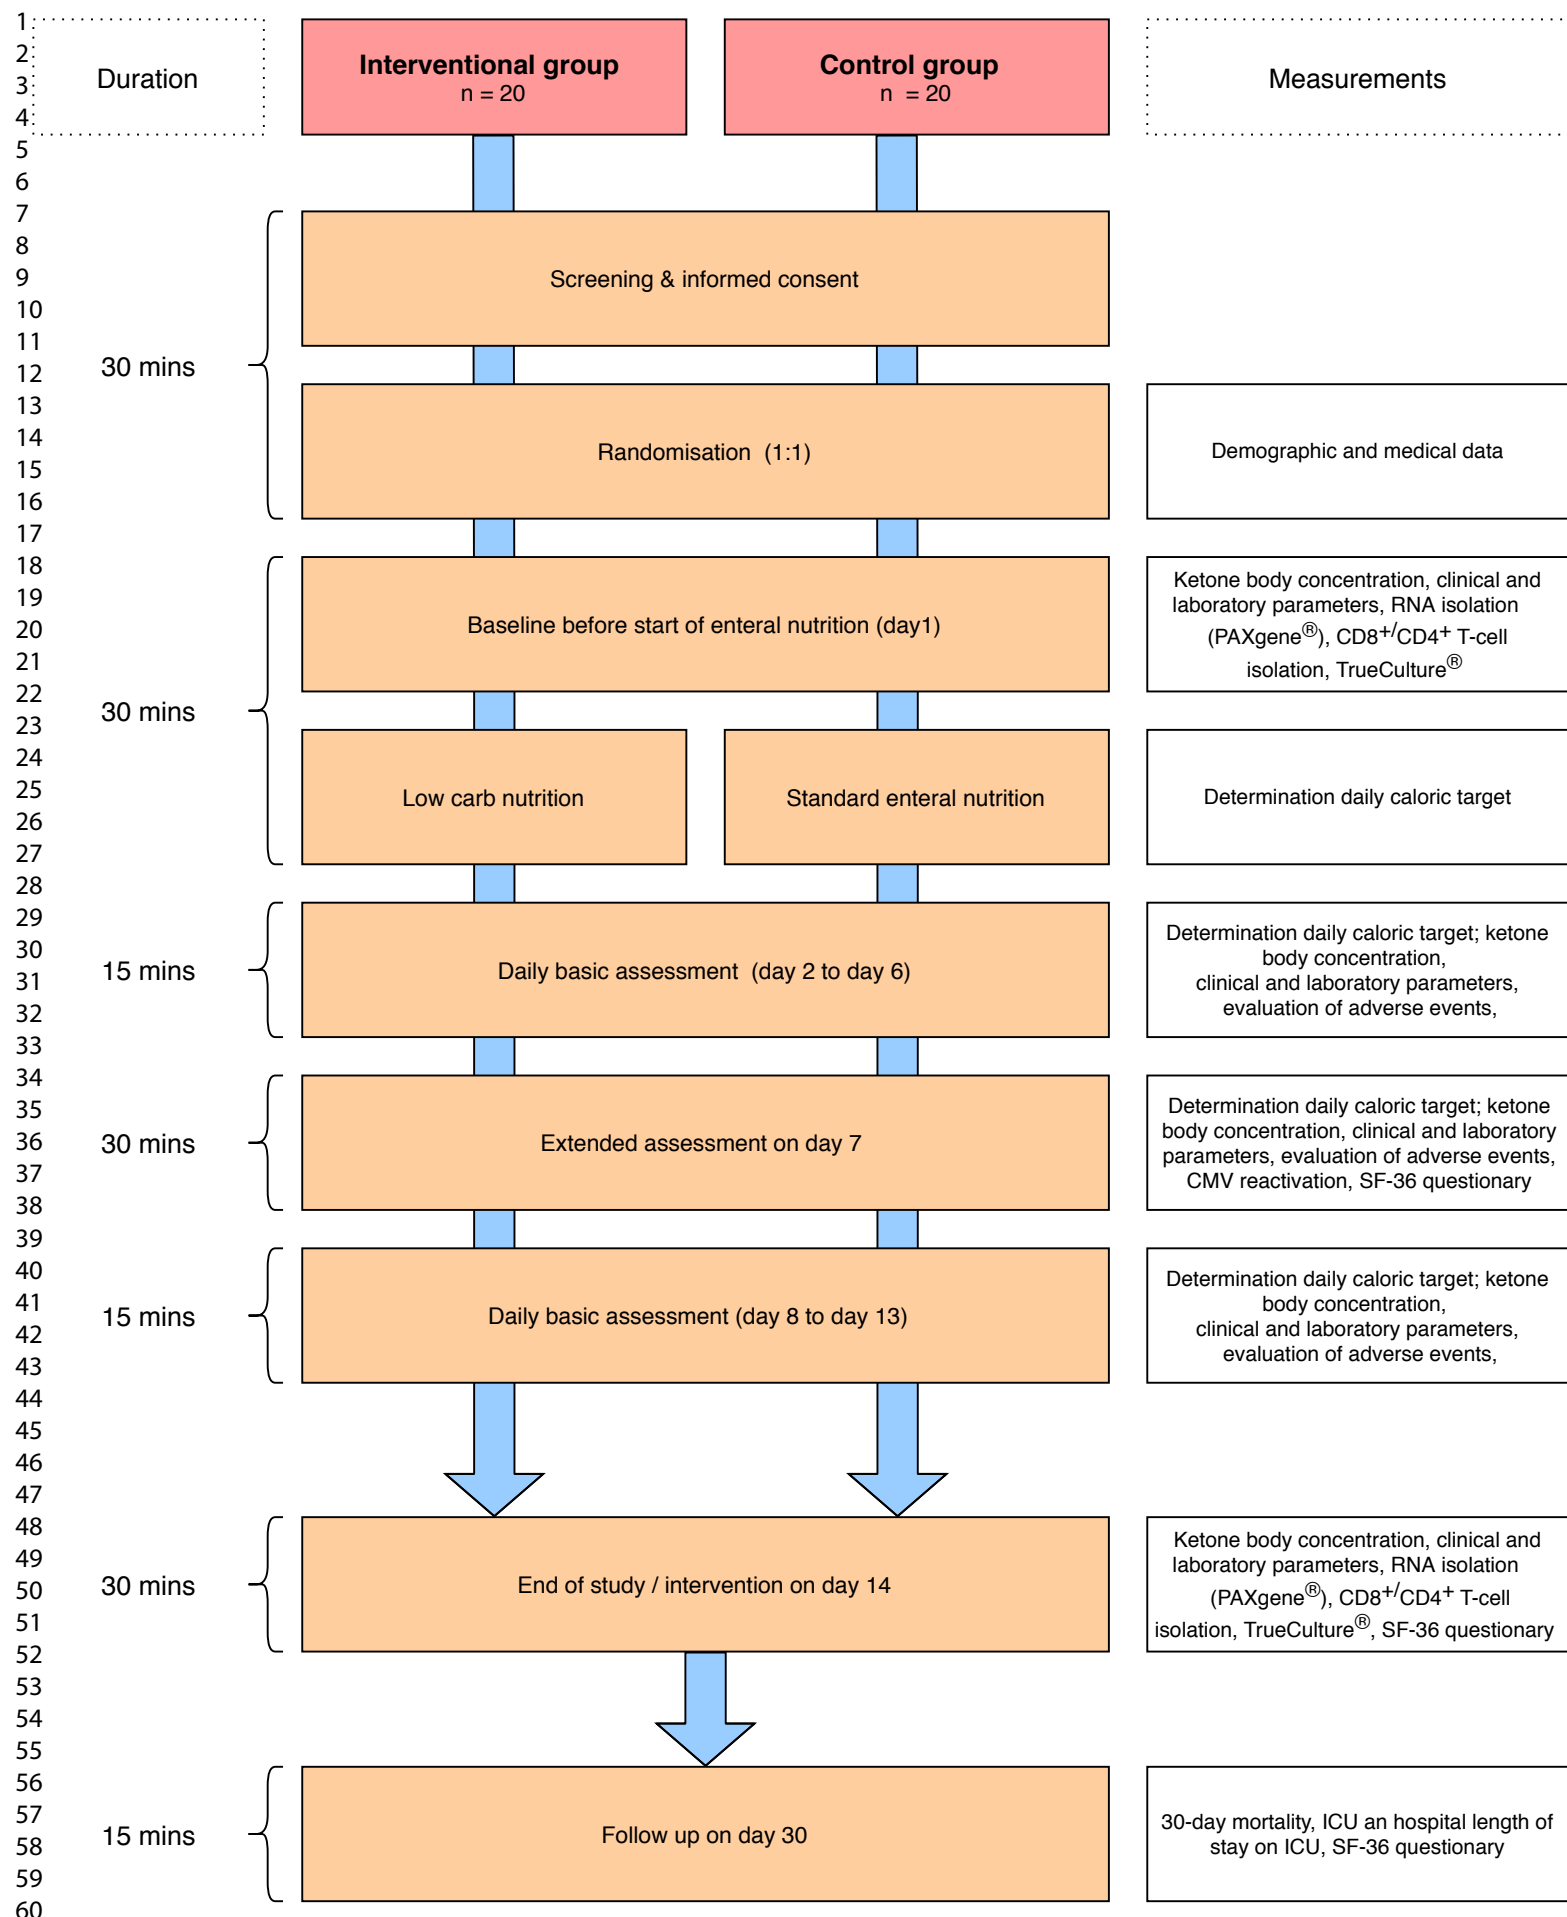 1
2
3
4
5
6
7
8
9
10
11
12
13
14
15
16
17
18
19
20
21
22
23
24
25
26
27
28
29
30
31
32
33
34
35
36
37
38
39
40
41
42
43
44
45
46
47
48
49
50
51
52
53
54
55
56
57
58
59
60
Duration
Interventional group
n = 20
Control group
n = 20
Measurements
30 mins
Screening & informed consent
Randomisation (1:1)
Demographic and medical data
30 mins
Baseline before start of enteral nutrition (day1)
Ketone body concentration, clinical and
laboratory parameters, RNA isolation
(PAXgene®), CD8+/CD4+ T-cell
isolation, TrueCulture®
Low carb nutrition
Standard enteral nutrition
Determination daily caloric target
15 mins
Daily basic assessment (day 2 to day 6)
Determination daily caloric target; ketone
body concentration,
clinical and laboratory parameters,
evaluation of adverse events,
30 mins
Extended assessment on day 7
Determination daily caloric target; ketone
body concentration, clinical and laboratory
parameters, evaluation of adverse events,
CMV reactivation, SF-36 questionary
15 mins
Daily basic assessment (day 8 to day 13)
Determination daily caloric target; ketone
body concentration,
clinical and laboratory parameters,
evaluation of adverse events,
30 mins
End of study / intervention on day 14
Ketone body concentration, clinical and
laboratory parameters, RNA isolation
(PAXgene®), CD8+/CD4+ T-cell
isolation, TrueCulture®, SF-36 questionary
15 mins
Follow up on day 30
30-day mortality, ICU an hospital length of
stay on ICU, SF-36 questionary